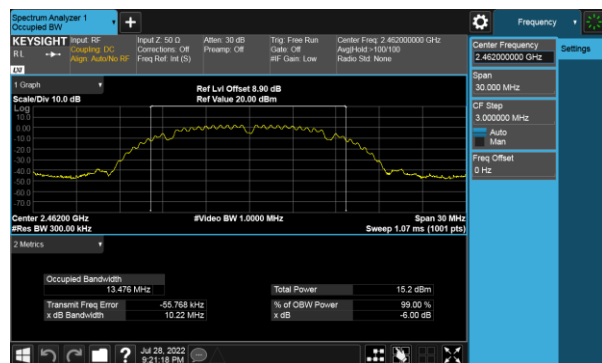 Spectrum Analyzer 1
Occupied BW
Frequency
KEYSIGHT
R L
Input: RF
Coupling: DC
Align: Auto/No RF
Input Z: 50 Ω
Corrections: Off
Freq Ref: Int (S)
Atten: 30 dB
Preamp: Off
Trig: Free Run
Gate: Off
#IF Gain: Low
Center Freq: 2.462000000 GHz
Avg|Hold:>100/100
Radio Std: None
Center Frequency
2.462000000 GHz
Settings
Span
30.000 MHz
CF Step
3.000000 MHz
Auto
Man
Freq Offset
0 Hz
1 Graph
Scale/Div 10.0 dB
Ref Lvl Offset 8.90 dB
Ref Value 20.00 dBm
Log
10.0
0.00
-10.0
-20.0
-30.0
-40.0
-50.0
-60.0
-70.0
Center 2.46200 GHz
#Res BW 300.00 kHz
#Video BW 1.0000 MHz
Span 30 MHz
Sweep 1.07 ms (1001 pts)
2 Metrics
Occupied Bandwidth
13.476 MHz
Total Power 15.2 dBm
Transmit Freq Error -55.768 kHz
% of OBW Power 99.00 %
x dB Bandwidth 10.22 MHz
x dB -6.00 dB
?
Jul 28, 2022
9:21:18 PM